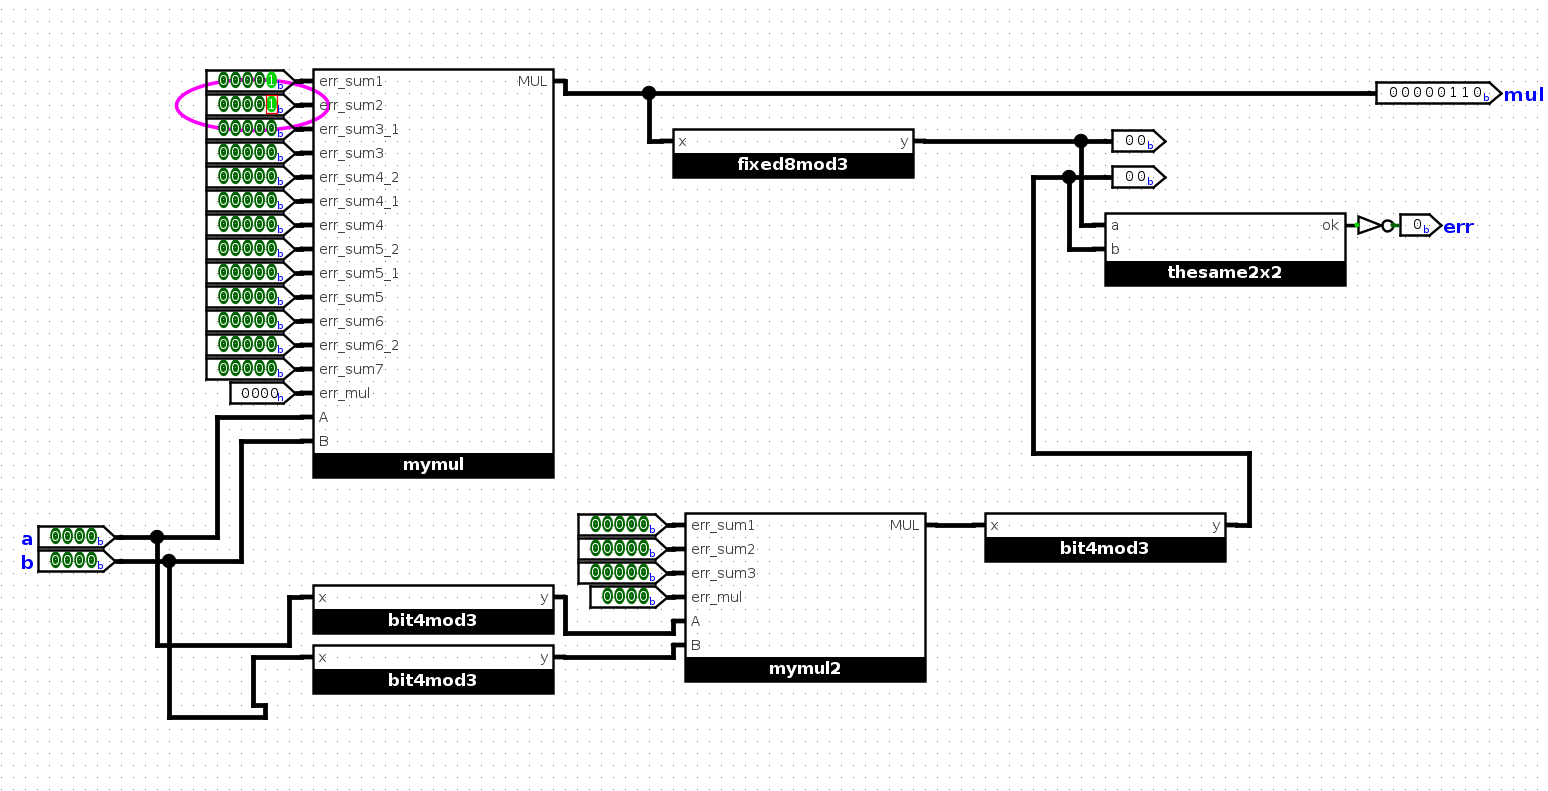 00001b err_sum1 MUL
00001b err_sum2 00000110b mul
00000b err_sum3_1
x y 00b
00000b err_sum3
fixed8mod3
00000b err_sum4_2 00b
00000b err_sum4_1
00000b err_sum4 a ok 0b err
00000b err_sum5_2 b
00000b err_sum5_1 thesame2x2
00000b err_sum5
00000b err_sum6
00000b err_sum6_2
00000b err_sum7
0000h err_mul
A
B
mymul
a 0000b
b 0000b
00000b err_sum1 MUL x y
00000b err_sum2 bit4mod3
00000b err_sum3
0000b err_mul
x y
bit4mod3
A
B
x y
mymul2
bit4mod3